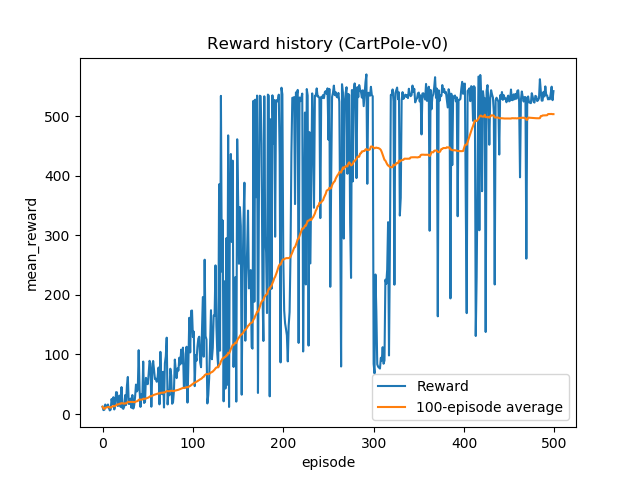 Reward history (CartPole-v0)
mean_reward
500
400
300
200
100
0
0 100 200 300 400 500
episode
Reward
100-episode average